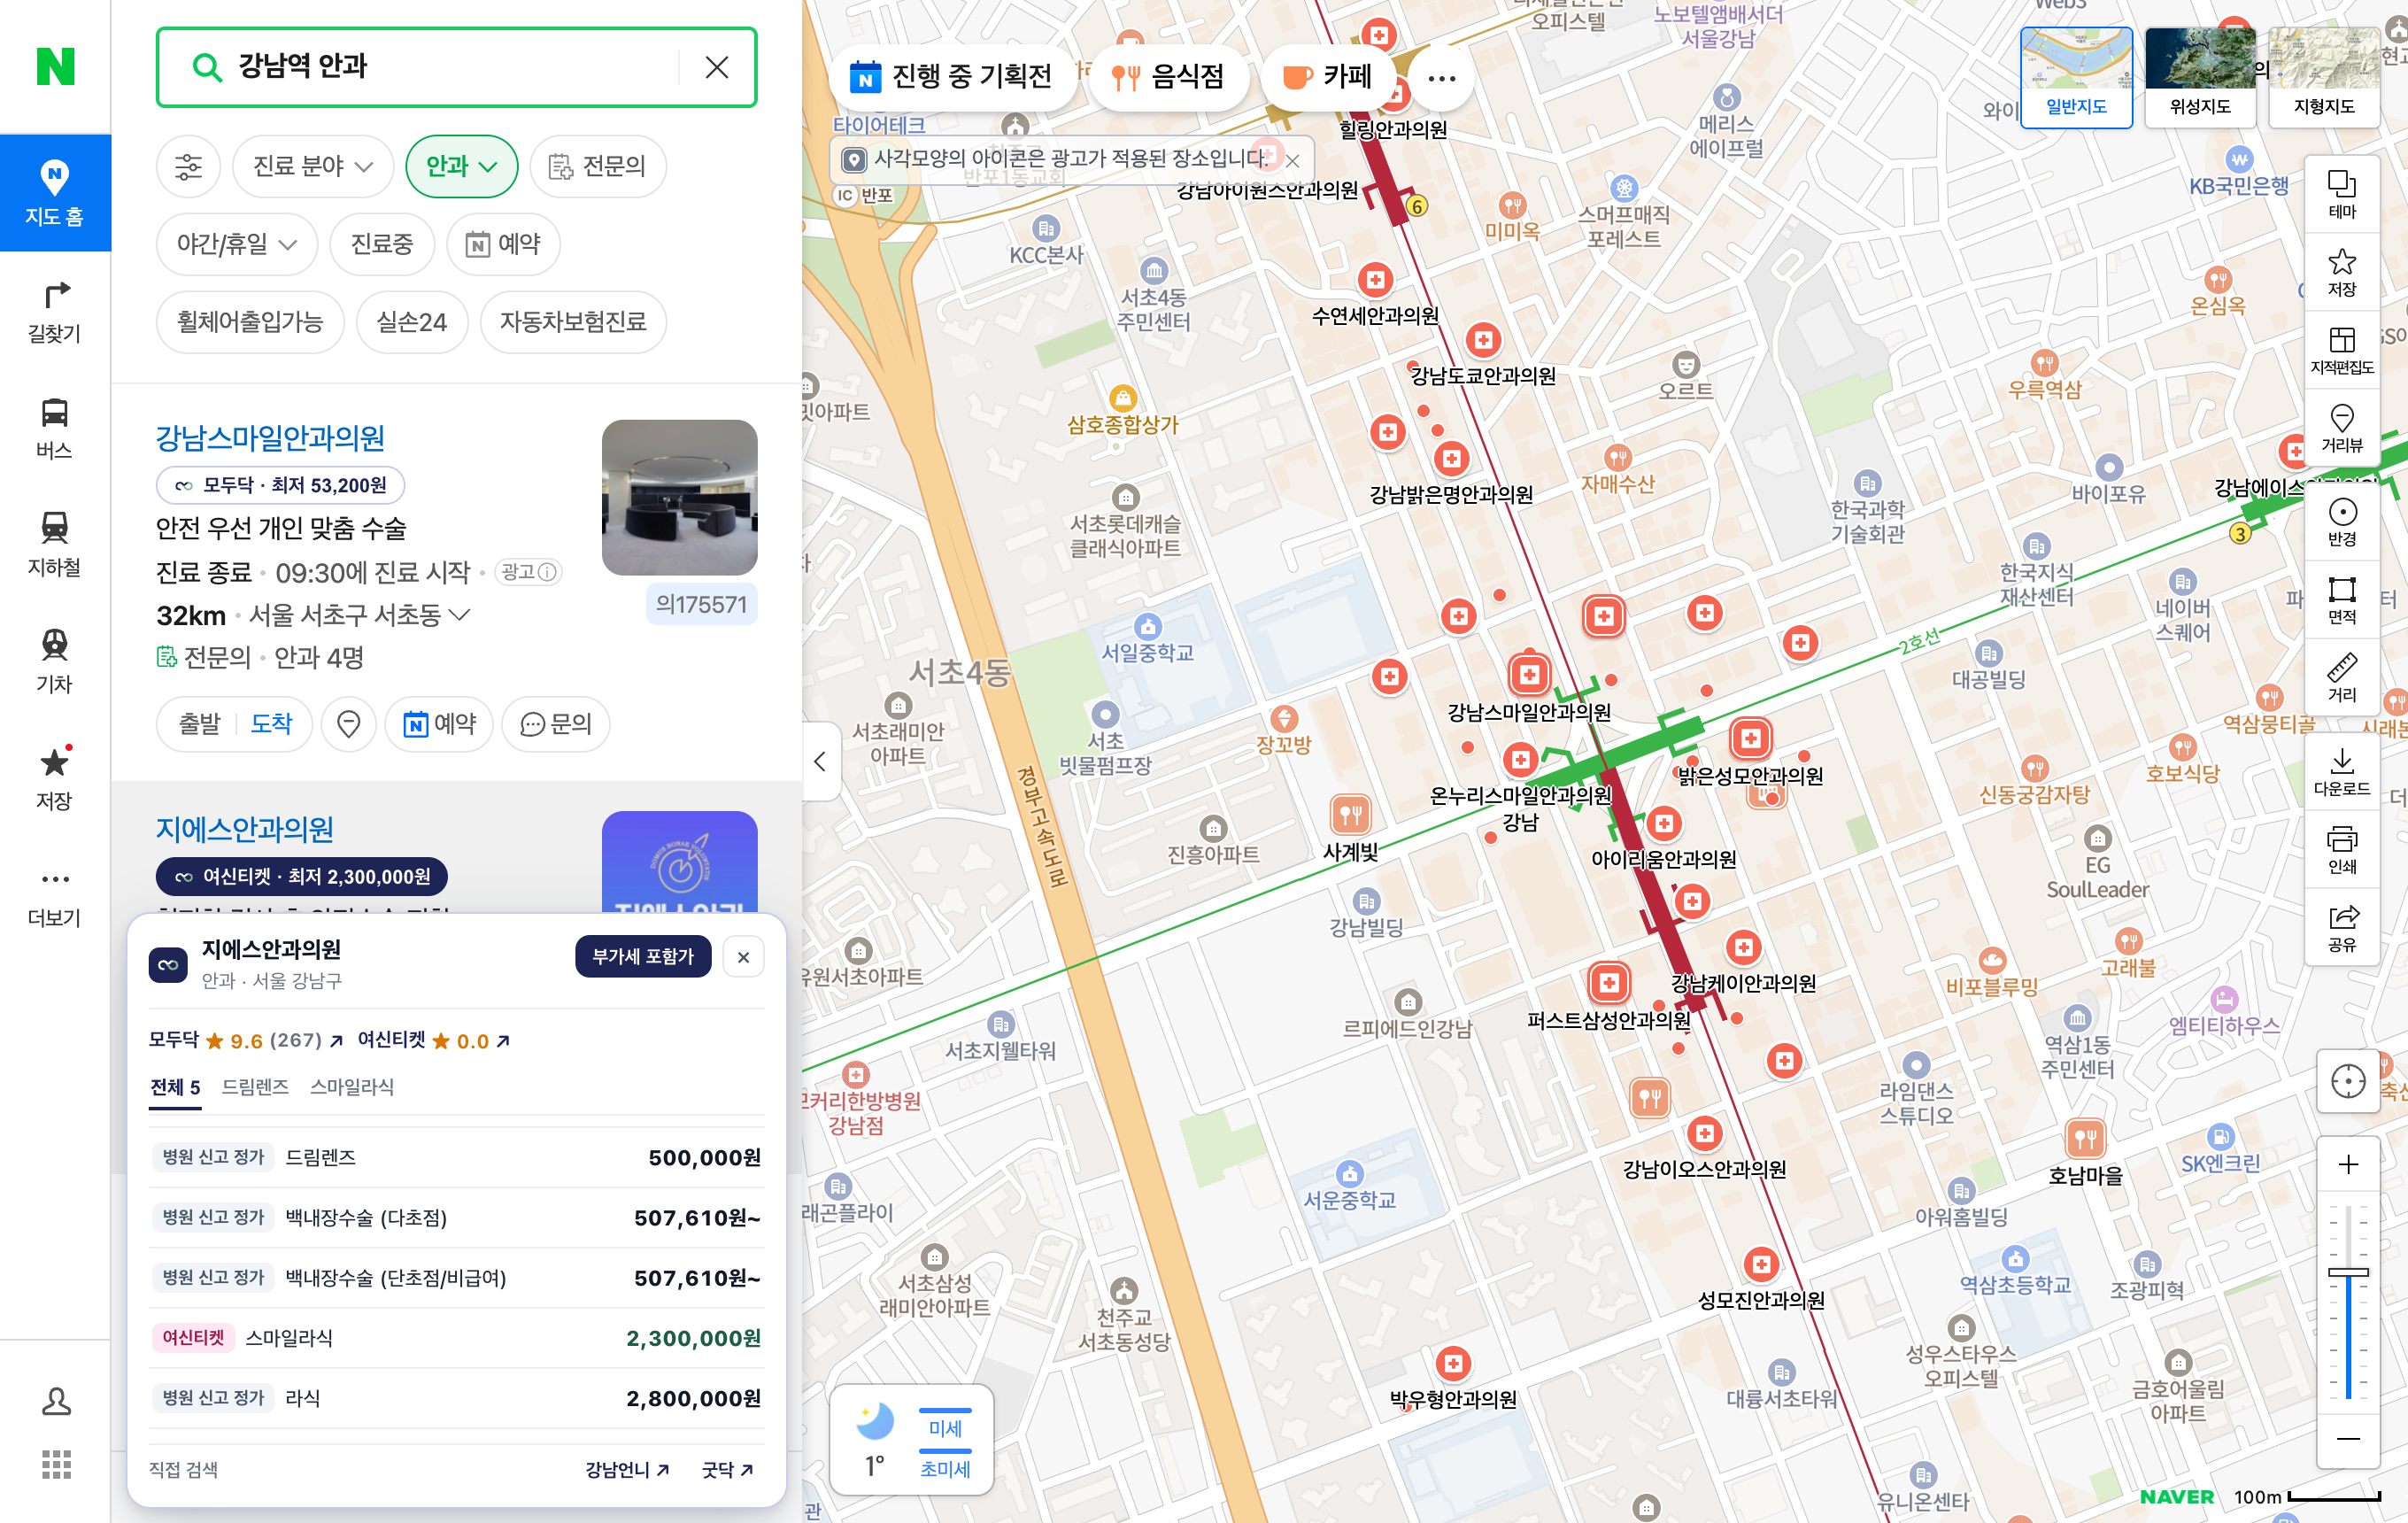 N
지도 홈
길찾기
버스
지하철
기차
저장
더보기
강남역 안과
진료 분야
안과
전문의
야간/휴일
진료중
예약
휠체어출입가능
실손24
자동차보험진료
강남스마일안과의원
모두닥 · 최저 53,200원
안전 우선 개인 맞춤 수술
진료 종료 · 09:30에 진료 시작 · 광고
32km · 서울 서초구 서초동
의175571
전문의 · 안과 4명
출발 도착
예약
문의
지에스안과의원
여신티켓 · 최저 2,300,000원
지에스안과의원
안과 · 서울 강남구
부가세 포함가
모두닥 ★ 9.6 (267) ↗ 여신티켓 ★ 0.0 ↗
전체 5 드림렌즈 스마일라식
병원 신고 정가 드림렌즈 500,000원
병원 신고 정가 백내장수술 (다초점) 507,610원~
병원 신고 정가 백내장수술 (단초점/비급여) 507,610원~
여신티켓 스마일라식 2,300,000원
병원 신고 정가 라식 2,800,000원
직접 검색 강남언니 ↗ 굿닥 ↗
진행 중 기획전
음식점
카페
사각모양의 아이콘은 광고가 적용된 장소입니다.
일반지도
위성지도
지형지도
테마
저장
지적편집도
거리뷰
반경
면적
거리
다운로드
인쇄
공유
오피스텔
노보텔앰배서더
서울강남
타이어테크
힐링안과의원
반포1동교회
강남아이원스안과의원
IC 반포
6
KCC본사
서초4동
주민센터
미미옥
스머프매직
포레스트
메리스
에이프럴
KB국민은행
온심옥
수연세안과의원
강남도쿄안과의원
오르트
우륵역삼
삼호종합상가
강남밝은명안과의원
자매수산
한국과학
기술회관
바이포유
3
서초롯데캐슬
클래식아파트
한국지식
재산센터
네이버
스퀘어
서일중학교
서초4동
2호선
대공빌딩
역삼뭉티골
서초래미안
아파트
서초
빗물펌프장
장꼬방
강남스마일안과의원
밝은성모안과의원
온누리스마일안과의원
강남
신동궁감자탕
호보식당
경부고속도로
진흥아파트
사계빛
아이리움안과의원
EG
SoulLeader
강남빌딩
강남케이안과의원
비포블루밍
고래불
퍼스트삼성안과의원
르피에드인강남
엠티티하우스
서초지웰타워
역삼1동
주민센터
라임댄스
스튜디오
강남점
강남이오스안과의원
호남마을
SK엔크린
서운중학교
아워홈빌딩
서초삼성
래미안아파트
천주교
서초동성당
성모진안과의원
역삼초등학교
조광피혁
박우형안과의원
대륭서초타워
성우스타우스
오피스텔
금호어울림
아파트
유니온센타
1°
미세
초미세
NAVER
100m